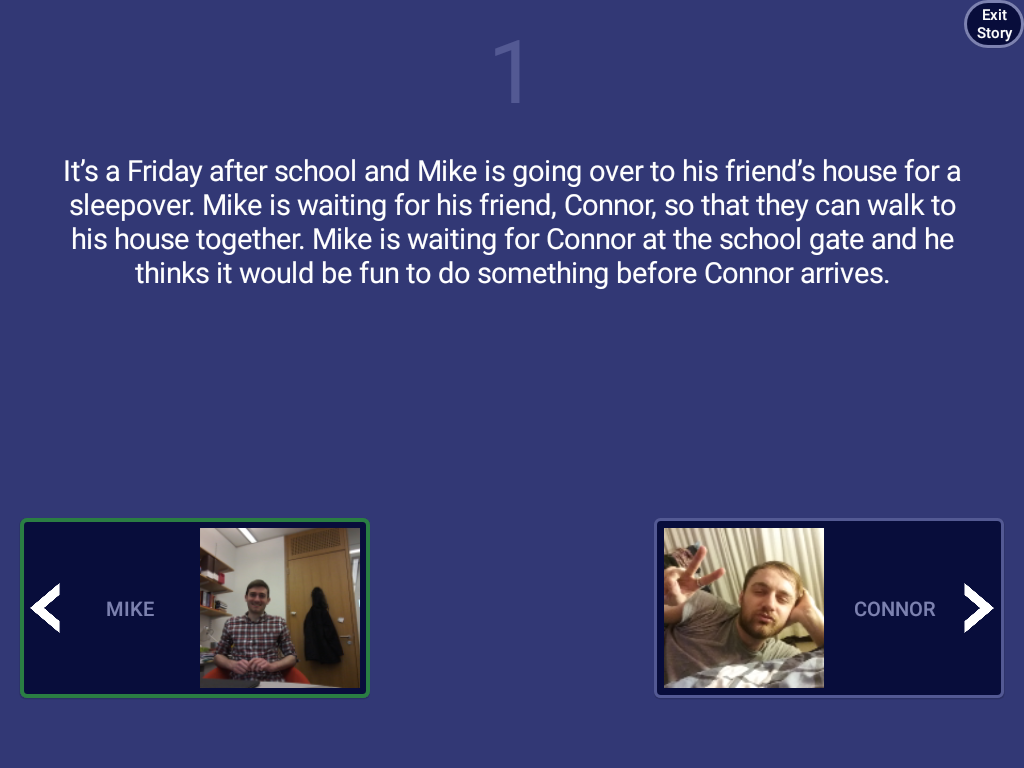 Exit
Story
1
It’s a Friday after school and Mike is going over to his friend’s house for a
sleepover. Mike is waiting for his friend, Connor, so that they can walk to
his house together. Mike is waiting for Connor at the school gate and he
thinks it would be fun to do something before Connor arrives.
MIKE
CONNOR